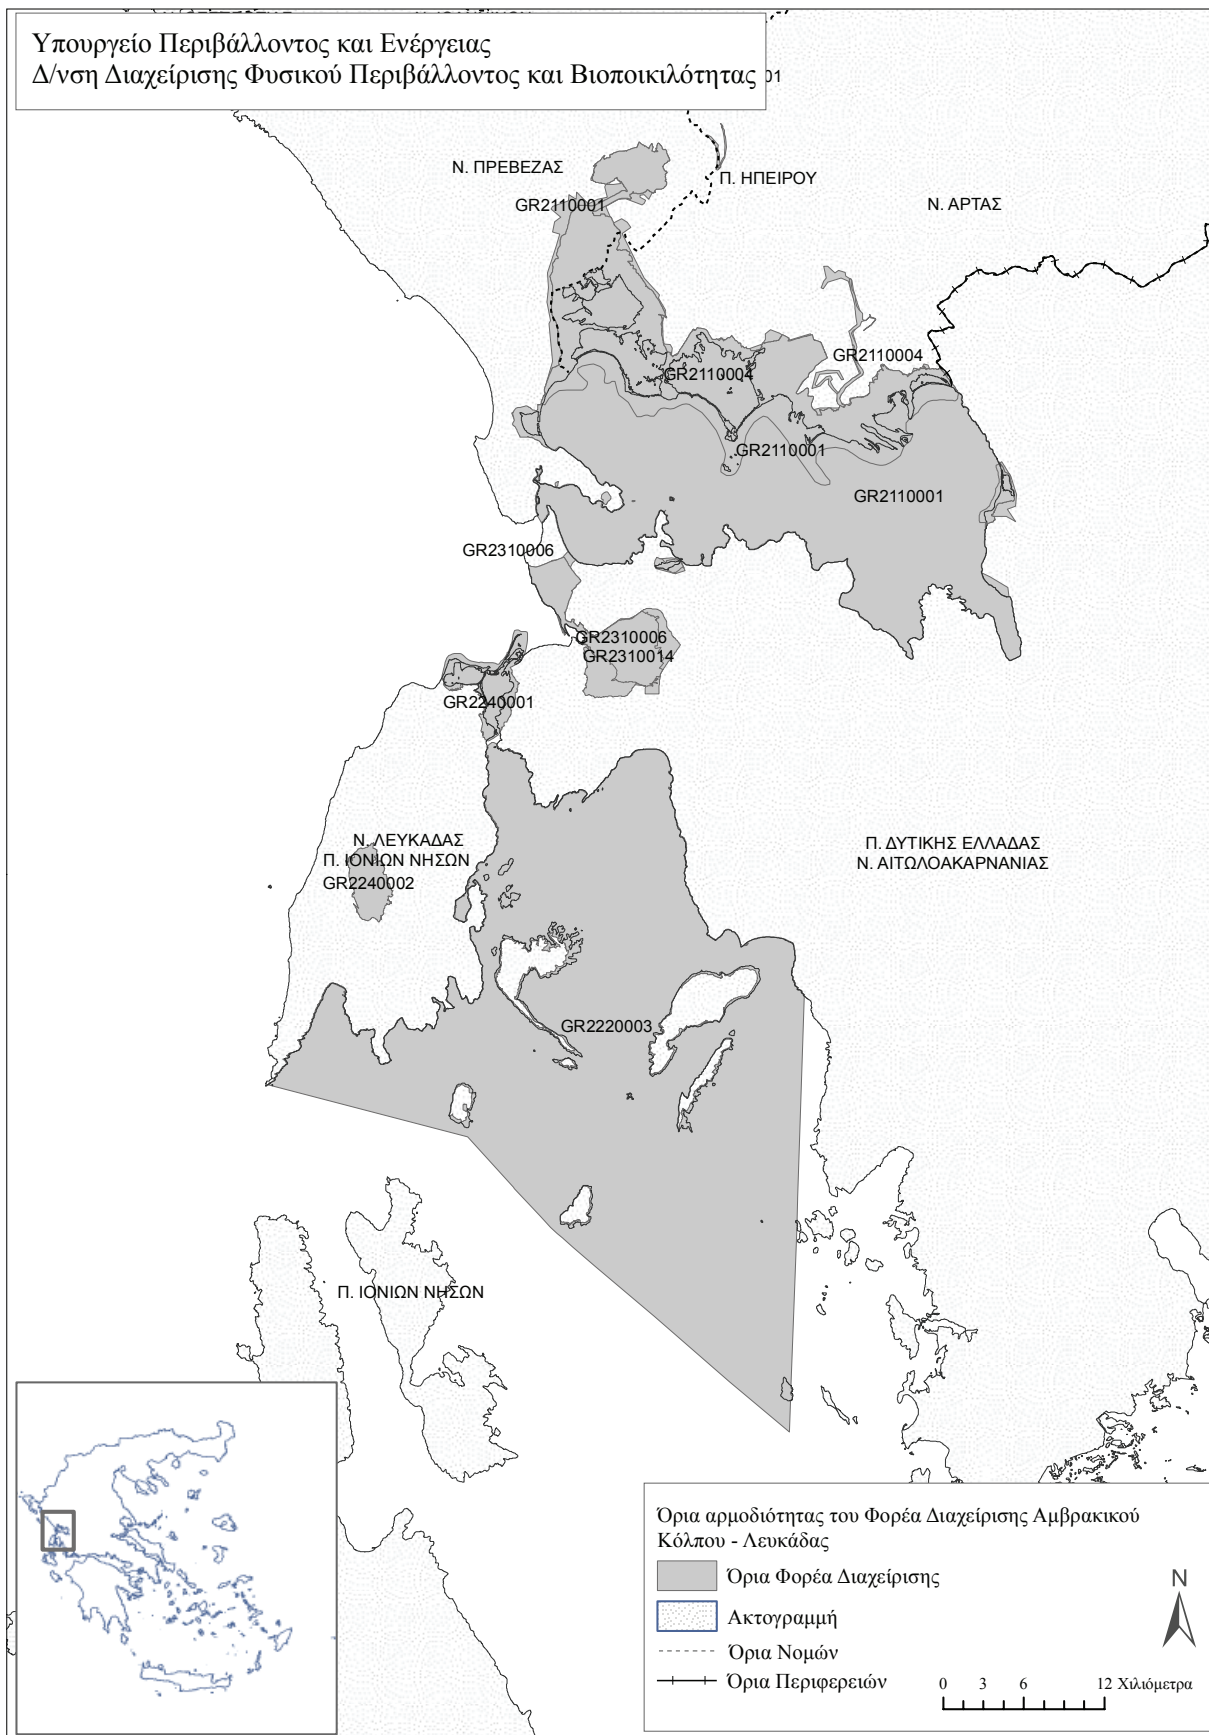 Υπουργείο Περιβάλλοντος και Ενέργειας
Δ/νση Διαχείρισης Φυσικού Περιβάλλοντος και Βιοποικιλότητας
01
Ν. ΠΡΕΒΕΖΑΣ
Π. ΗΠΕΙΡΟΥ
GR2110001
Ν. ΑΡΤΑΣ
GR2110004
GR2110004
GR2110001
GR2110001
GR2310006
GR2310006
GR2310014
GR2240001
Ν. ΛΕΥΚΑΔΑΣ
Π. ΙΟΝΙΩΝ ΝΗΣΩΝ
GR2240002
Π. ΔΥΤΙΚΗΣ ΕΛΛΑΔΑΣ
Ν. ΑΙΤΩΛΟΑΚΑΡΝΑΝΙΑΣ
GR2220003
Π. ΙΟΝΙΩΝ ΝΗΣΩΝ
Όρια αρμοδιότητας του Φορέα Διαχείρισης Αμβρακικού
Κόλπου - Λευκάδας
Όρια Φορέα Διαχείρισης
Ακτογραμμή
Όρια Νομών
Όρια Περιφερειών
N
0 3 6 12 Χιλιόμετρα